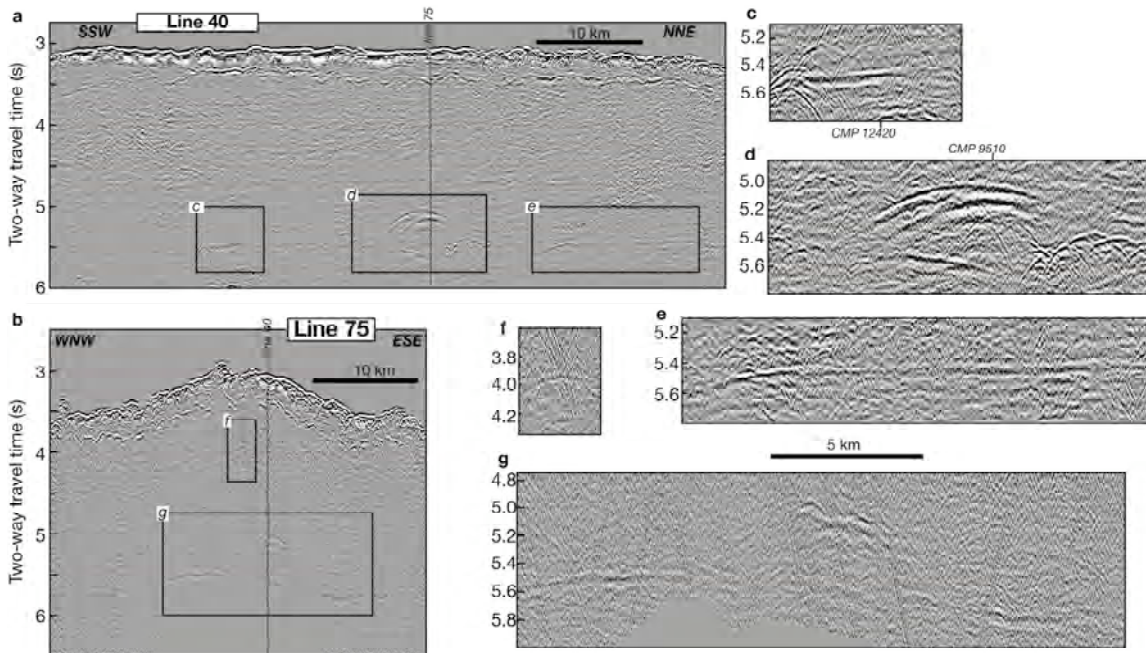 a
SSW
Line 40
75
10 km
NNE
Two-way travel time (s)
3
4
5
6
c
d
e
b
WNW
Line 75
ESE
10 km
Two-way travel time (s)
3
4
5
6
f
g
c
5.2
5.6
CMP 12420
d
CMP 9610
5.0
5.2
5.4
5.6
e
5.2
5.4
5.6
f
3.8
4.0
4.2
5 km
g
4.8
5.0
5.2
5.4
5.6
5.8